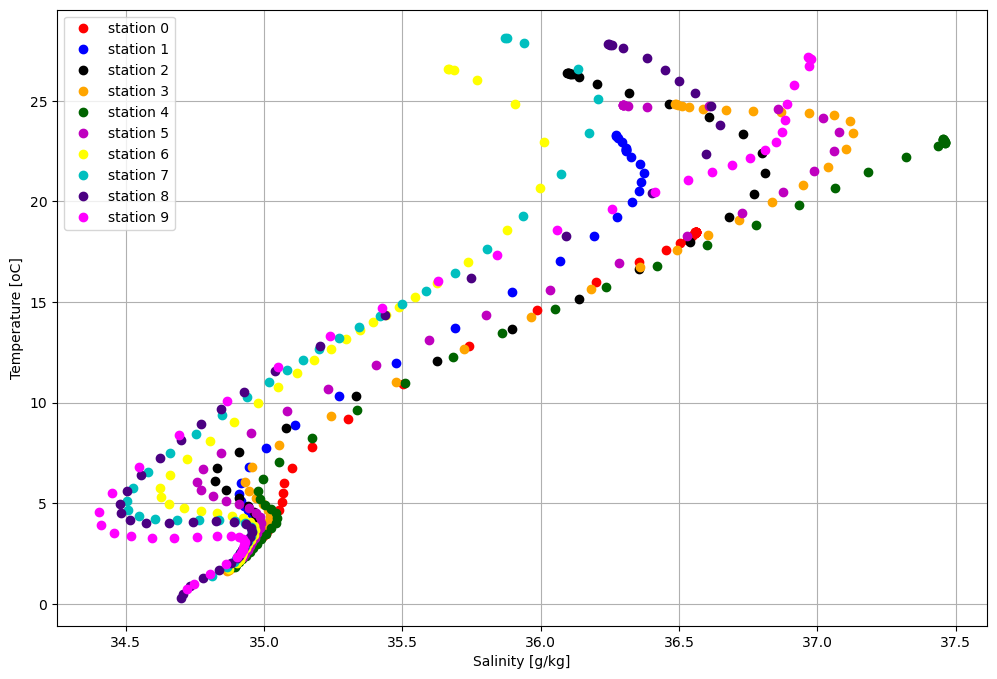 station 0
station 1
station 2
station 3
station 4
station 5
station 6
station 7
station 8
station 9
Temperature [oC]
25
20
15
10
5
0
34.5 35.0 35.5 36.0 36.5 37.0 37.5
Salinity [g/kg]